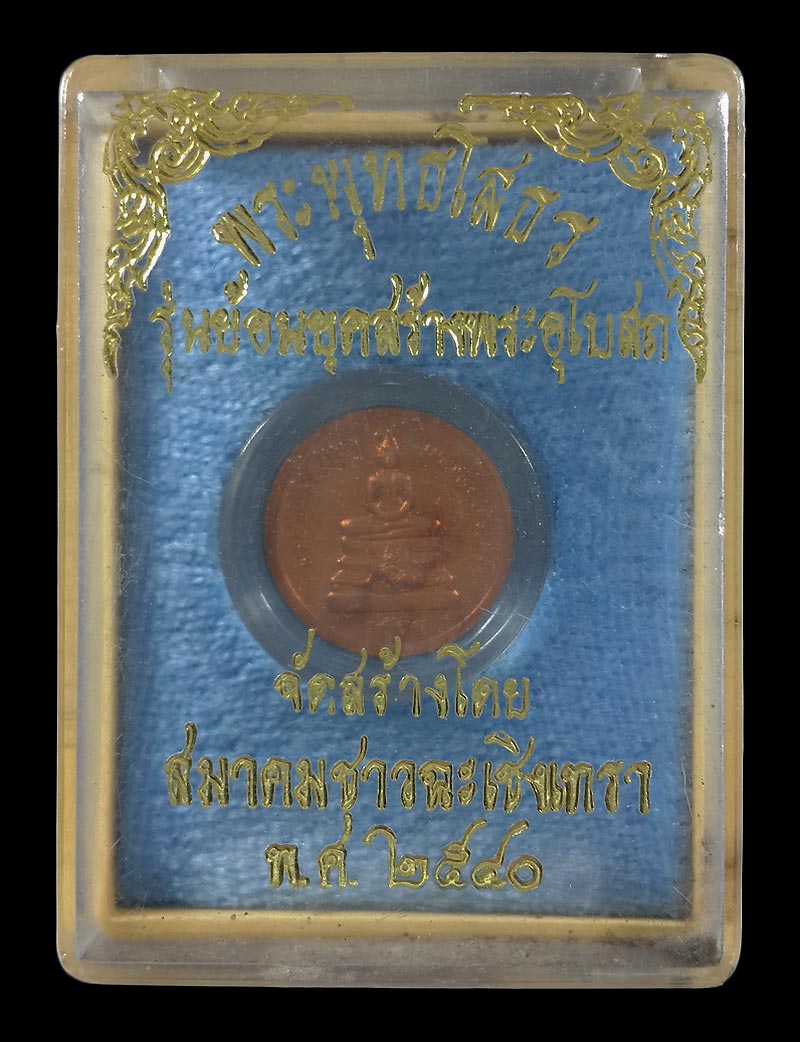 พระพุทธโสธร
รุ่นย้อนยุคสร้างพระอุโบสถ
จัดสร้างโดย
สมาคมชาวฉะเชิงเทรา
พ.ศ. ๒๕๔๐